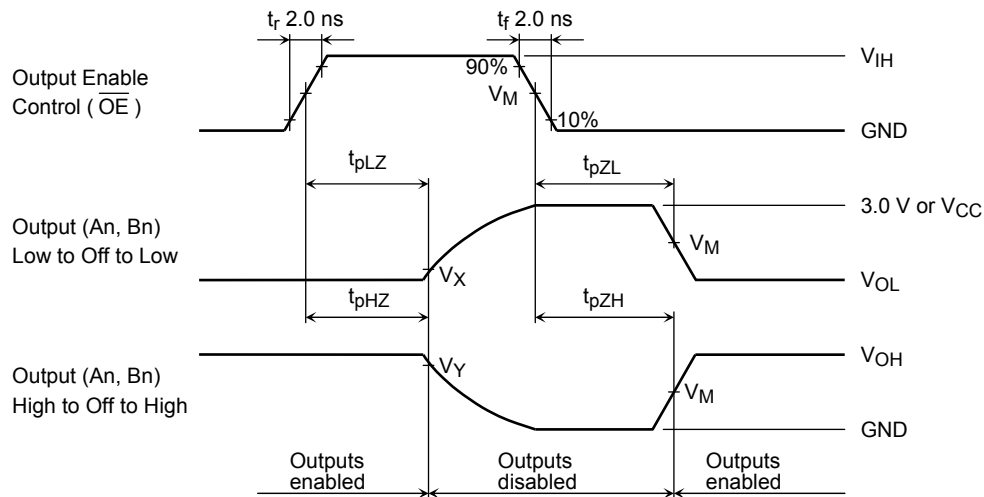 tr 2.0 ns
tf 2.0 ns
Output Enable
Control ( OE )
90%
VM
10%
VIH
GND
tpLZ
tpZL
Output (An, Bn)
Low to Off to Low
3.0 V or VCC
VM
VX
VOL
tpHZ
tpZH
Output (An, Bn)
High to Off to High
VY
VOH
VM
GND
Outputs
enabled
Outputs
disabled
Outputs
enabled